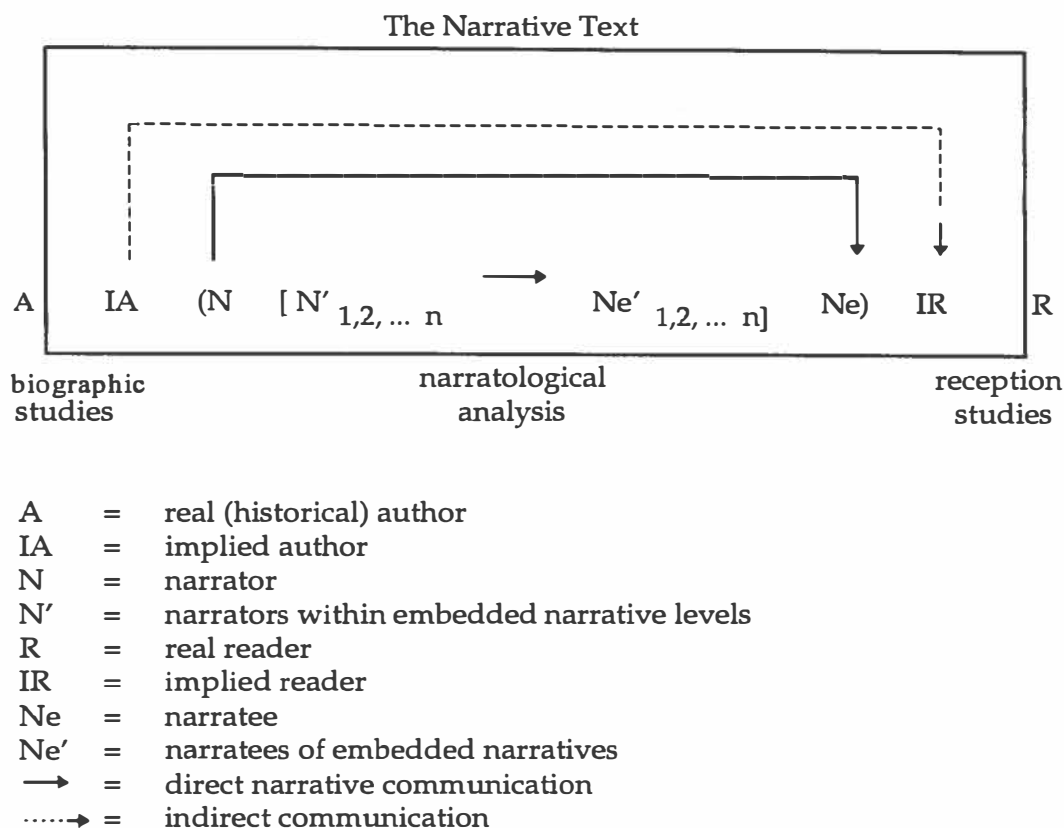 The Narrative Text
A IA (N [ N′ 1,2, ... n → Ne′ 1,2, ... n] Ne) IR R
biographic studies narratological analysis reception studies
A = real (historical) author
IA = implied author
N = narrator
N′ = narrators within embedded narrative levels
R = real reader
IR = implied reader
Ne = narratee
Ne′ = narratees of embedded narratives
→ = direct narrative communication
·····→ = indirect communication